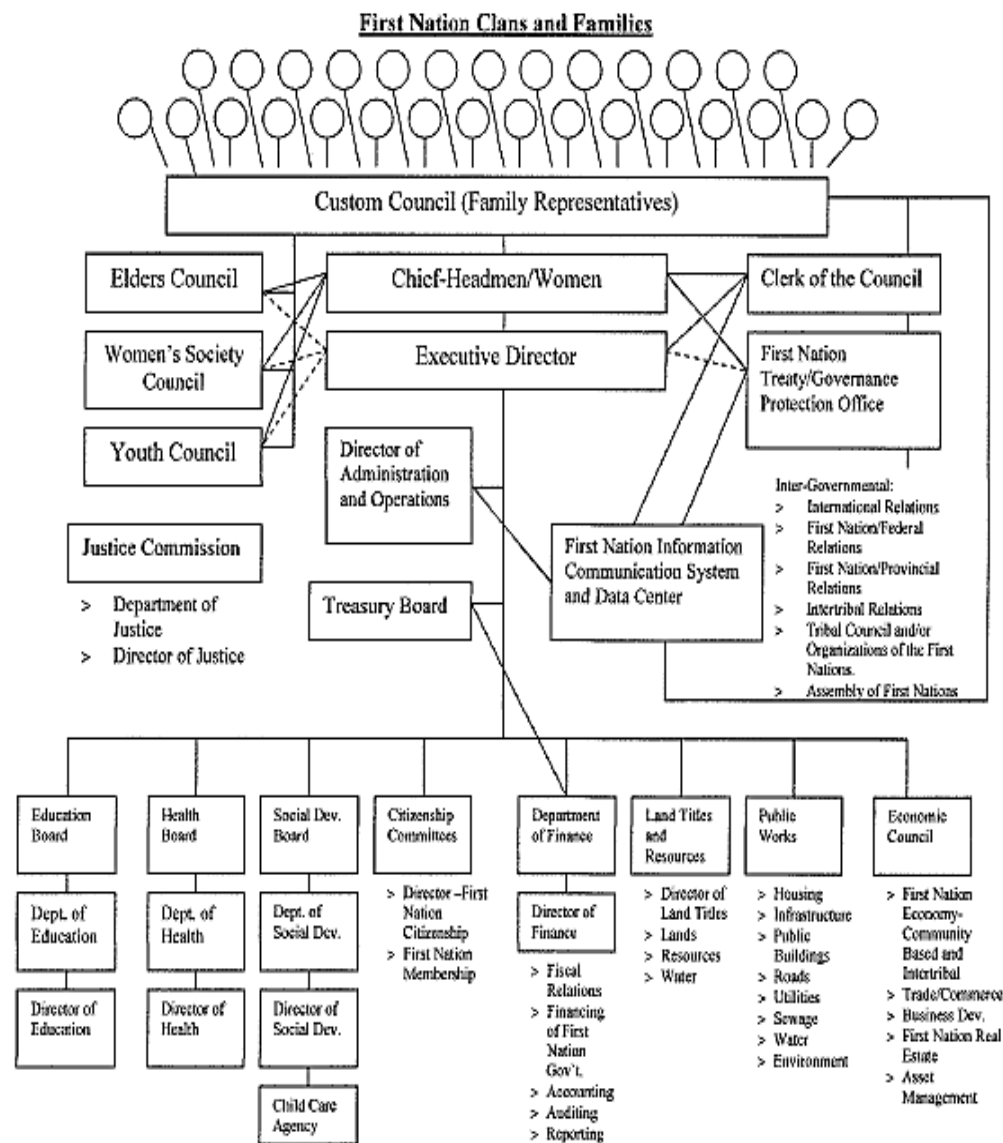 First Nation Clans and Families
Custom Council (Family Representatives)
Elders Council
Chief-Headmen/Women
Clerk of the Council
Women's Society
Council
Executive Director
First Nation
Treaty/Governance
Protection Office
Youth Council
Director of
Administration
and Operations
Inter-Governmental:
> International Relations
> First Nation/Federal
Relations
> First Nation/Provincial
Relations
> Intertribal Relations
> Tribal Council and/or
Organizations of the First
Nations.
> Assembly of First Nations
Justice Commission
> Department of
Justice
> Director of Justice
First Nation Information
Communication System
and Data Center
Treasury Board
Education
Board
Dept. of
Education
Director of
Education
Health
Board
Dept. of
Health
Director of
Health
Social Dev.
Board
Dept. of
Social Dev.
Director of
Social Dev.
Child Care
Agency
Citizenship
Committees
> Director –First
Nation
Citizenship
> First Nation
Membership
Department
of Finance
Director of
Finance
> Fiscal
Relations
> Financing
of First
Nation
Gov't.
> Accounting
> Auditing
> Reporting
Land Titles
and
Resources
> Director of
Land Titles
> Lands
> Resources
> Water
Public
Works
> Housing
> Infrastructure
> Public
Buildings
> Roads
> Utilities
> Sewage
> Water
> Environment
Economic
Council
> First Nation
Economy-
Community
Based and
Intertribal
> Trade/Commerce
> Business Dev.
> First Nation Real
Estate
> Asset
Management